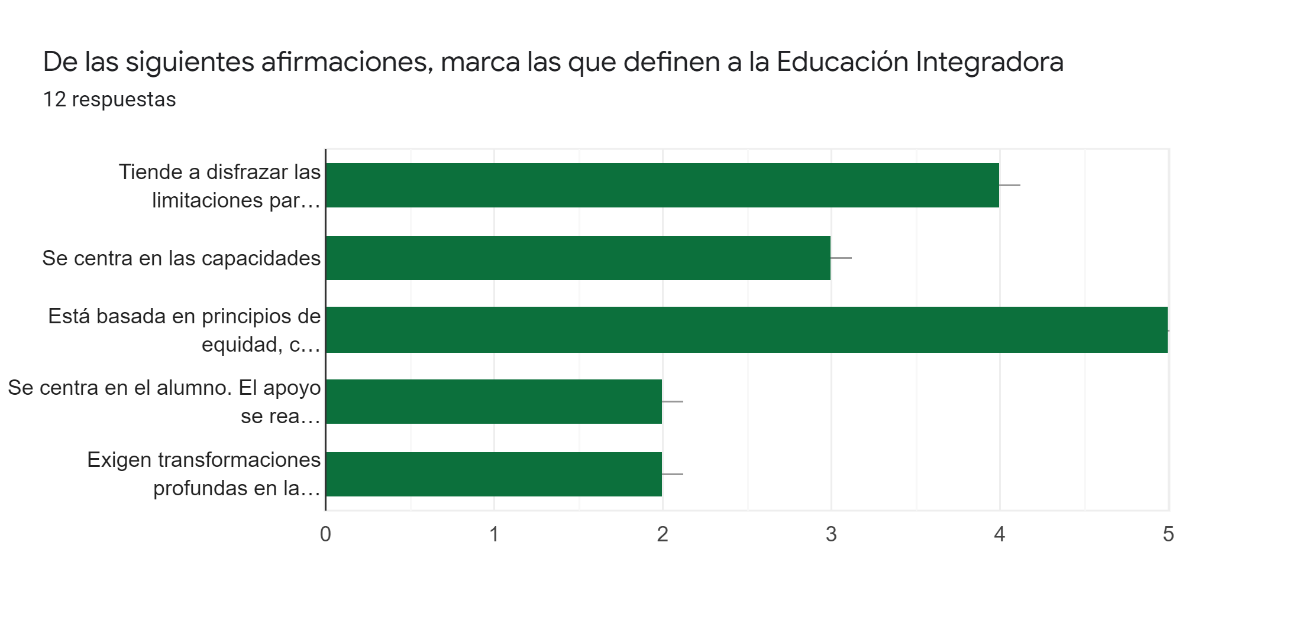 De las siguientes afirmaciones, marca las que definen a la Educación Integradora
12 respuestas
Tiende a disfrazar las
limitaciones par…
Se centra en las capacidades
Está basada en principios de
equidad, c…
Se centra en el alumno. El apoyo
se rea…
Exigen transformaciones
profundas en la…
0 1 2 3 4 5